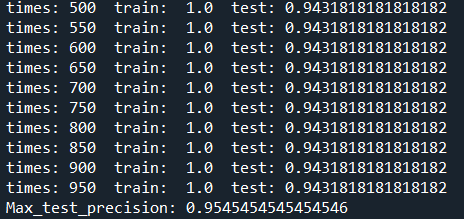 times: 500  train:  1.0  test: 0.9431818181818182
times: 550  train:  1.0  test: 0.9431818181818182
times: 600  train:  1.0  test: 0.9431818181818182
times: 650  train:  1.0  test: 0.9431818181818182
times: 700  train:  1.0  test: 0.9431818181818182
times: 750  train:  1.0  test: 0.9431818181818182
times: 800  train:  1.0  test: 0.9431818181818182
times: 850  train:  1.0  test: 0.9431818181818182
times: 900  train:  1.0  test: 0.9431818181818182
times: 950  train:  1.0  test: 0.9431818181818182
Max_test_precision: 0.9545454545454546